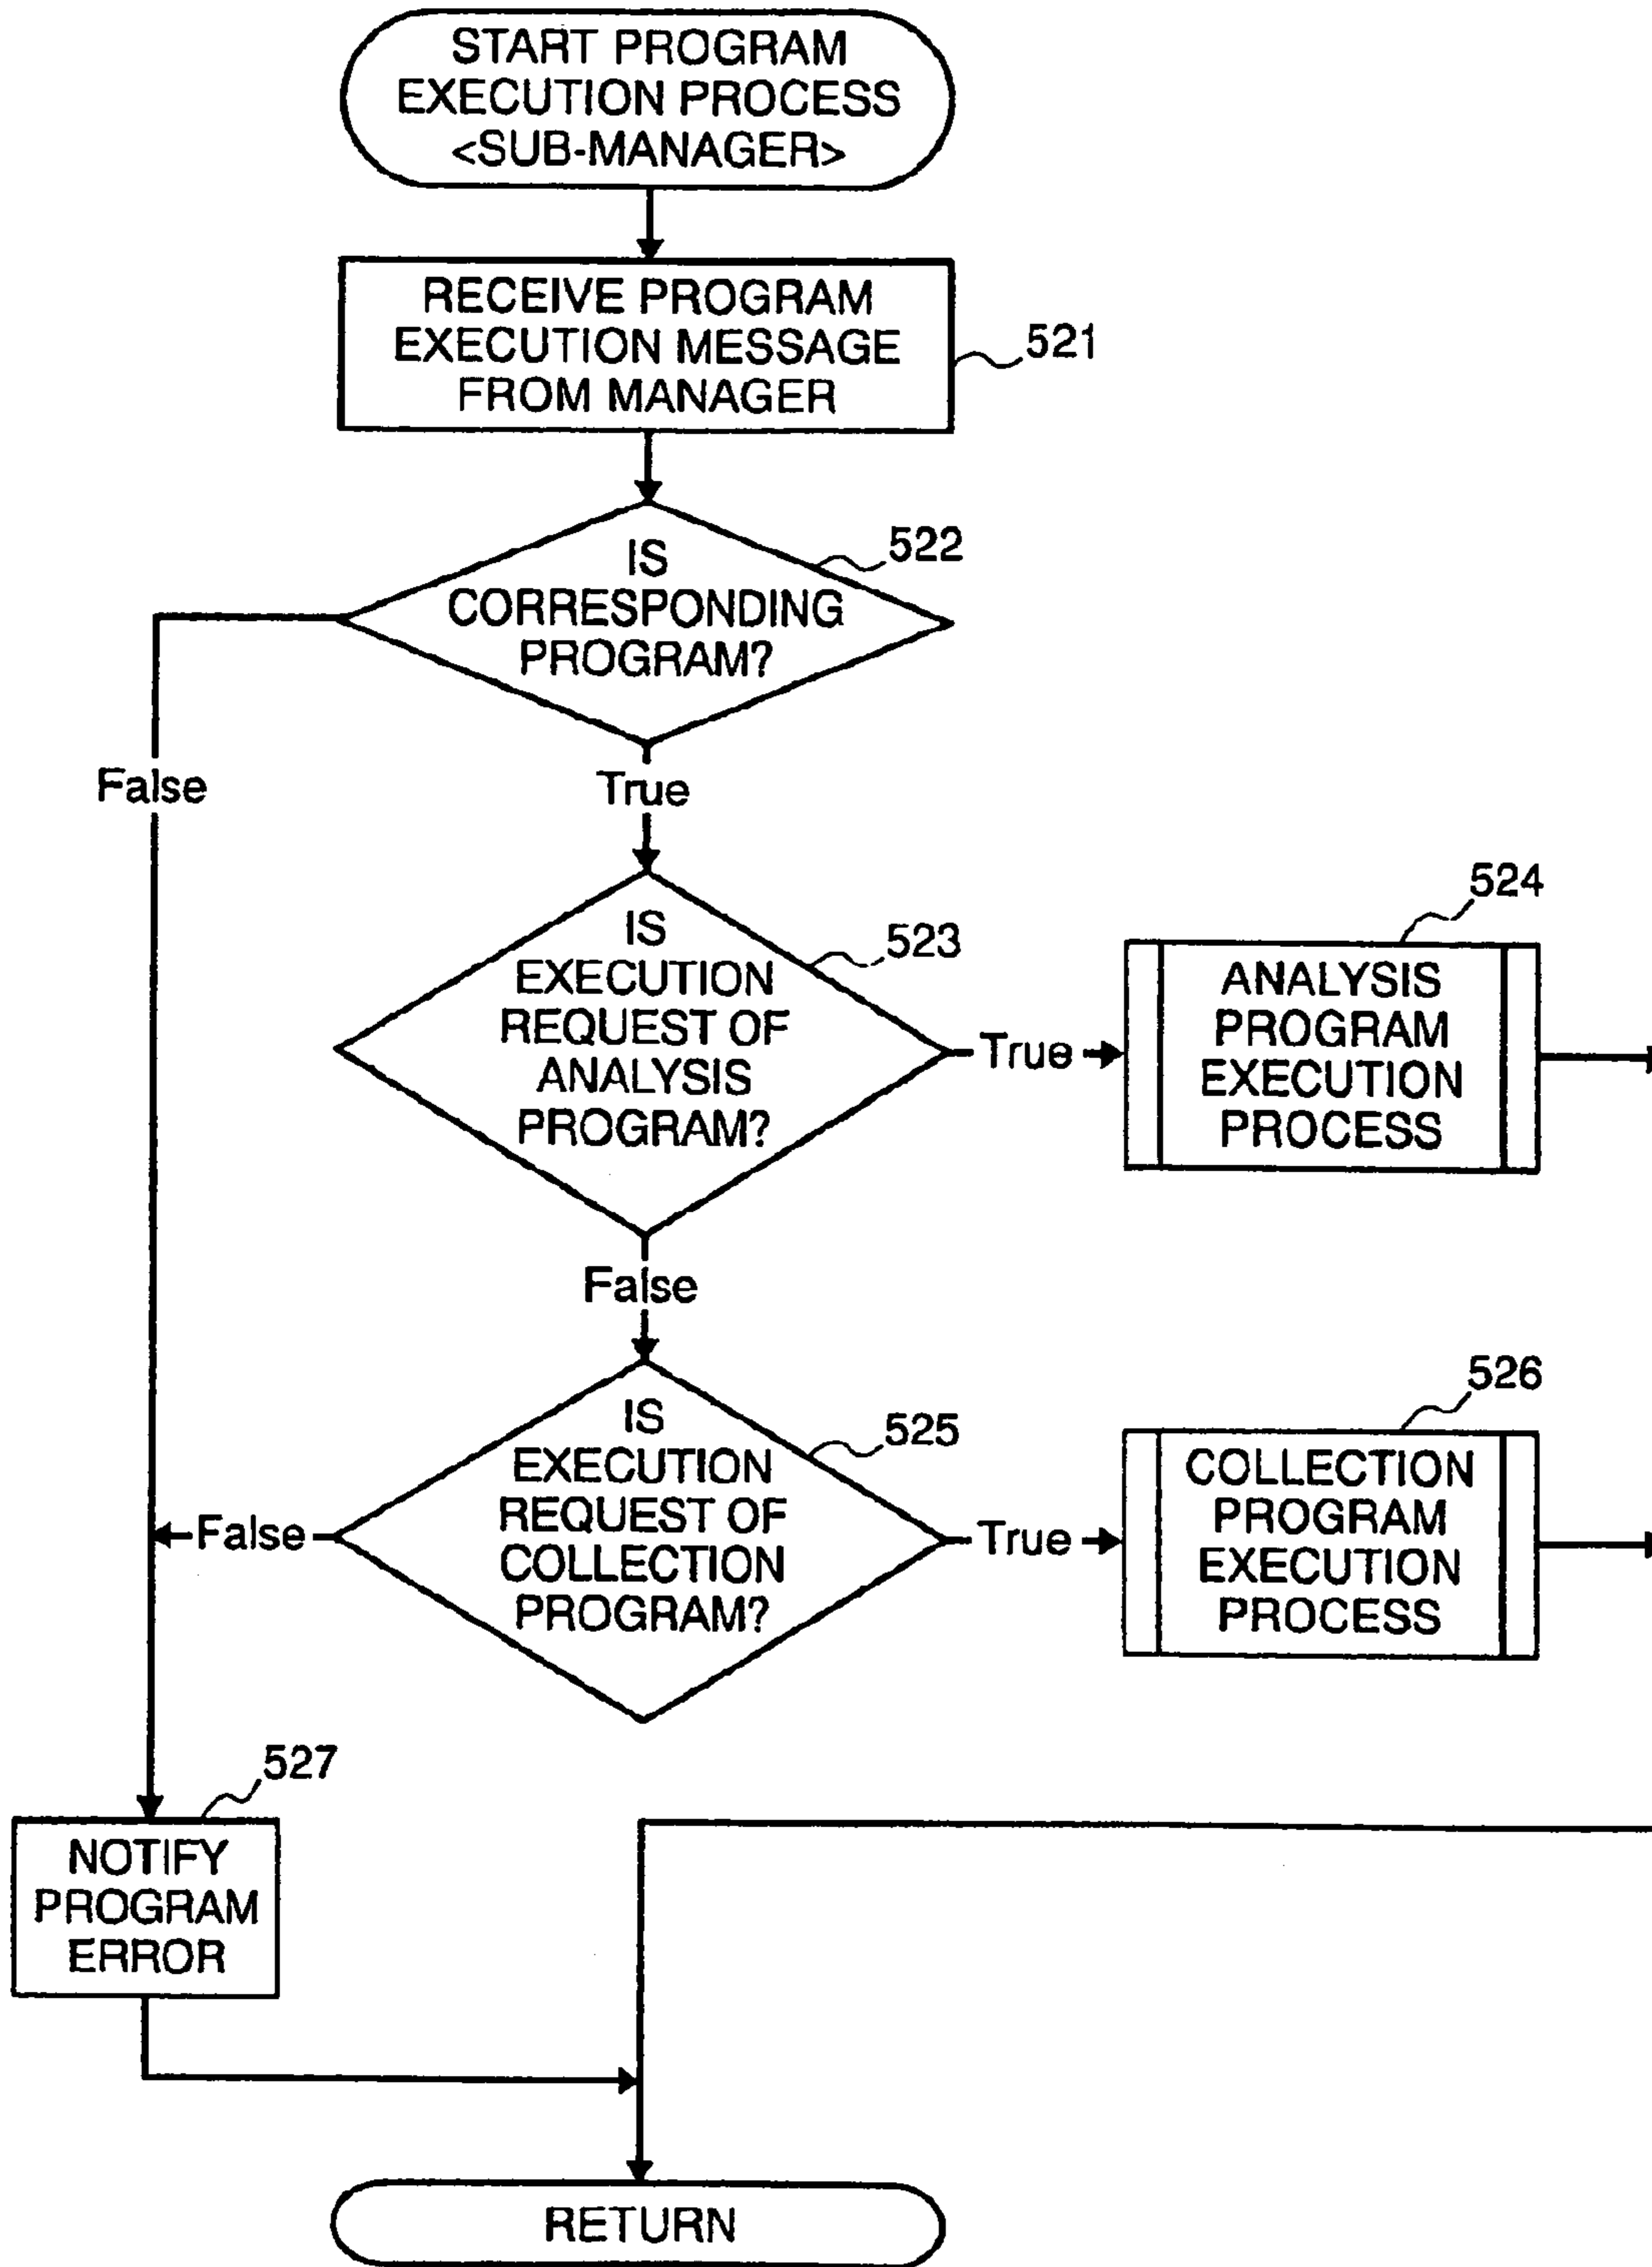 START PROGRAM
EXECUTION PROCESS
<SUB-MANAGER>
RECEIVE PROGRAM
EXECUTION MESSAGE
FROM MANAGER
521
IS
CORRESPONDING
PROGRAM?
522
False
True
IS
EXECUTION
REQUEST OF
ANALYSIS
PROGRAM?
523
True
524
ANALYSIS
PROGRAM
EXECUTION
PROCESS
False
IS
EXECUTION
REQUEST OF
COLLECTION
PROGRAM?
525
False
True
526
COLLECTION
PROGRAM
EXECUTION
PROCESS
527
NOTIFY
PROGRAM
ERROR
RETURN